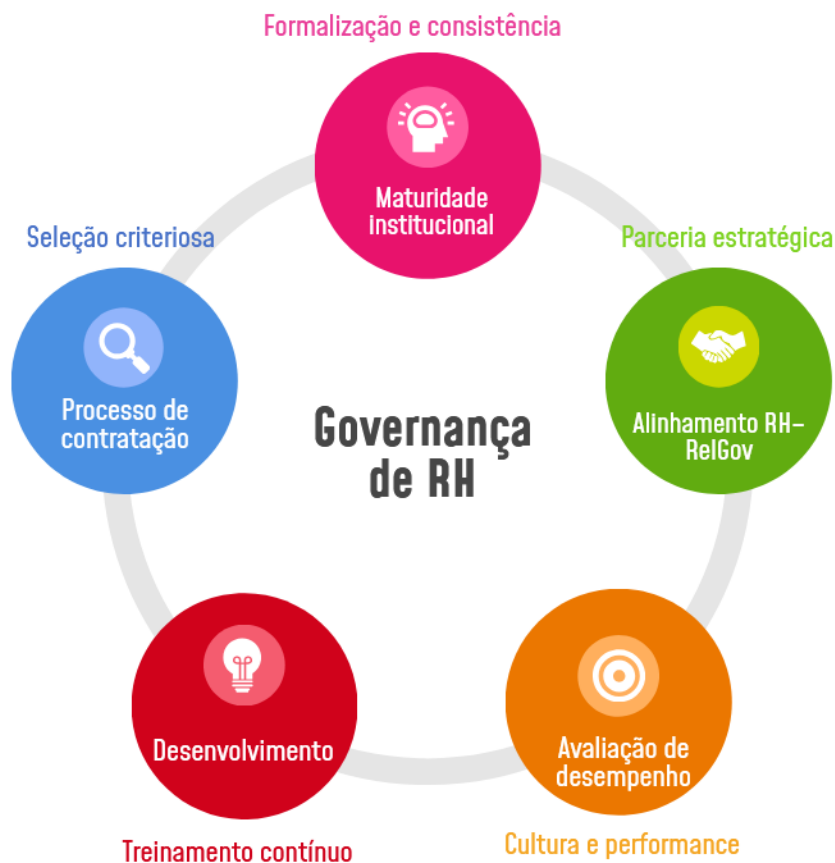 Formalização e consistência
Maturidade
institucional
Seleção criteriosa
Parceria estratégica
Processo de
contratação
Alinhamento RH–
RelGov
Governança
de RH
Desenvolvimento
Avaliação de
desempenho
Treinamento contínuo
Cultura e performance